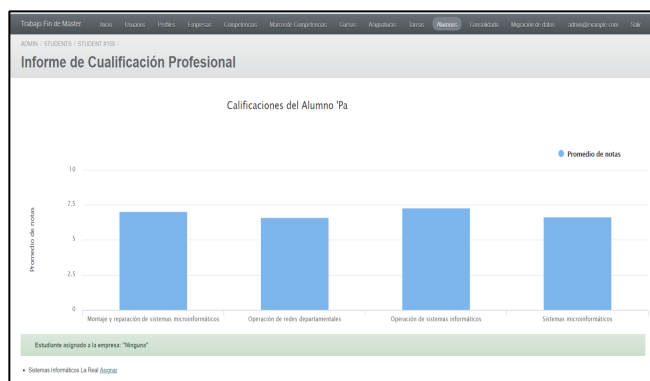 Trabajo Fin de Máster Inicio Usuarios Perfiles Empresas Competencias Marcos de Competencias Cursos Asignaturas Tareas Alumnos Consolidado Migración de datos admin@example.com Salir
ADMIN / STUDENTS / STUDENT #158 /
Informe de Cualificación Profesional
Calificaciones del Alumno 'Pa
Promedio de notas
10
7.5
5
2.5
0
Promedio de notas
Montaje y reparación de sistemas microinformáticos Operación de redes departamentales Operación de sistemas informáticos Sistemas microinformáticos
Estudiante asignado a la empresa: "Ninguna"
Sistemas Informáticos La Real Asignar